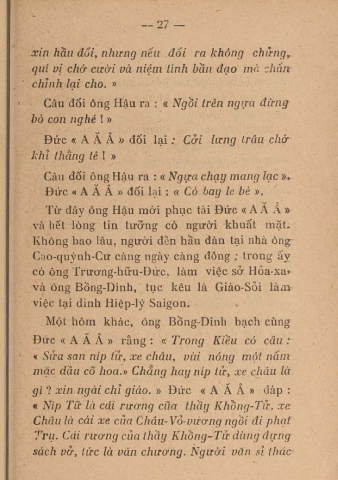 — 27 —
xin hầu đối, nhưng nếu đối ra không chừng,
quí vị chớ cười và niệm tình bần đạo mà chấn
chỉnh lại cho. »
Câu đối ông Hậu ra : « Ngồi trên ngựa đừng
bò con nghé ! »
Đức « A Ă Â » đối lại : Cởi lưng trâu chớ
khỉ thằng tê ! »
Câu đối ông Hậu ra : « Ngựa chạy mang lạc ».
Đức « A Ă Â » đối lại : « Cò bay le bè ».
Từ đây ông Hậu mới phục tài Đức « A Ă Â »
và hết lòng tin tưởng có người khuất mặt.
Không bao lâu, người đến hầu đàn tại nhà ông
Cao-quỳnh-Cư càng ngày càng đông ; trong ấy
có ông Trương-hữu-Đức, làm việc sở Hỏa-xa
và ông Bồng-Dinh, tục kêu là Giáo-Sỏi làm
việc tại dinh Hiệp-lý Saigon.
Một hôm khác, ông Bồng-Dinh bạch cùng
Đức « A Ă Â » rằng : « Trong Kiều có câu :
« Sửa san níp tử, xe châu, vùi nông một nấm
mặc dầu cỏ hoa.» Chẳng hay níp tử, xe châu là
gì ? xin ngài chỉ giáo. » Đức « A Ă Â » đáp :
« Níp Tử là cái rương của thầy Khổng-Tử, xe
Châu là cái xe của Châu-Võ-vương ngồi đi phạt
Trụ. Cái rương của thầy Khổng-Tử dùng đựng
sách vở, tức là văn chương. Người văn sĩ thác